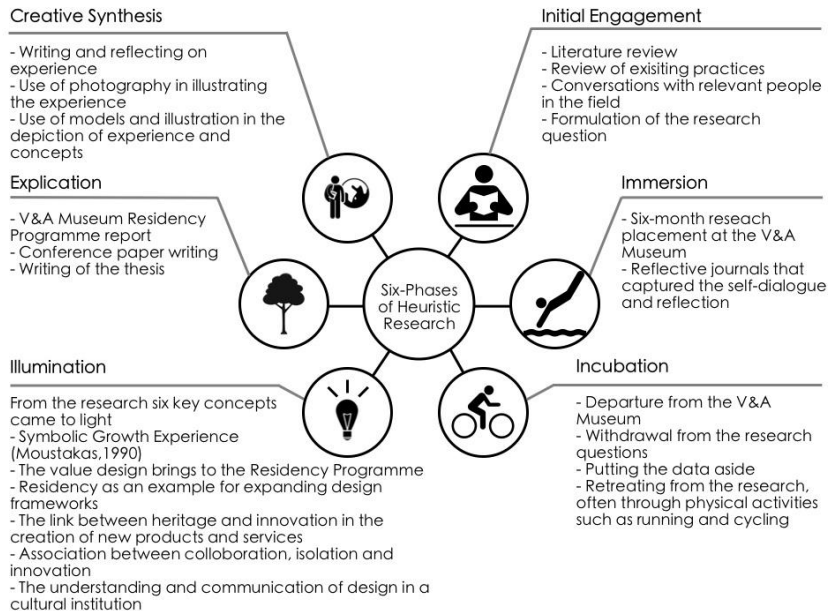 Creative Synthesis
- Writing and reflecting on
experience
- Use of photography in illustrating
the experience
- Use of models and illustration in the
depiction of experience and
concepts
Initial Engagement
- Literature review
- Review of exisiting practices
- Conversations with relevant people
in the field
- Formulation of the research
question
Explication
- V&A Museum Residency
Programme report
- Conference paper writing
- Writing of the thesis
Immersion
- Six-month reseach
placement at the V&A
Museum
- Reflective journals that
captured the self-dialogue
and reflection
Six-Phases
of Heuristic
Research
Illumination
From the research six key concepts
came to light
- Symbolic Growth Experience
(Moustakas,1990)
- The value design brings to the Residency Programme
- Residency as an example for expanding design
frameworks
- The link between heritage and innovation in the
creation of new products and services
- Association between colloboration, isolation and
innovation
- The understanding and communication of design in a
cultural institution
Incubation
- Departure from the V&A
Museum
- Withdrawal from the research
questions
- Putting the data aside
- Retreating from the research,
often through physical activities
such as running and cycling